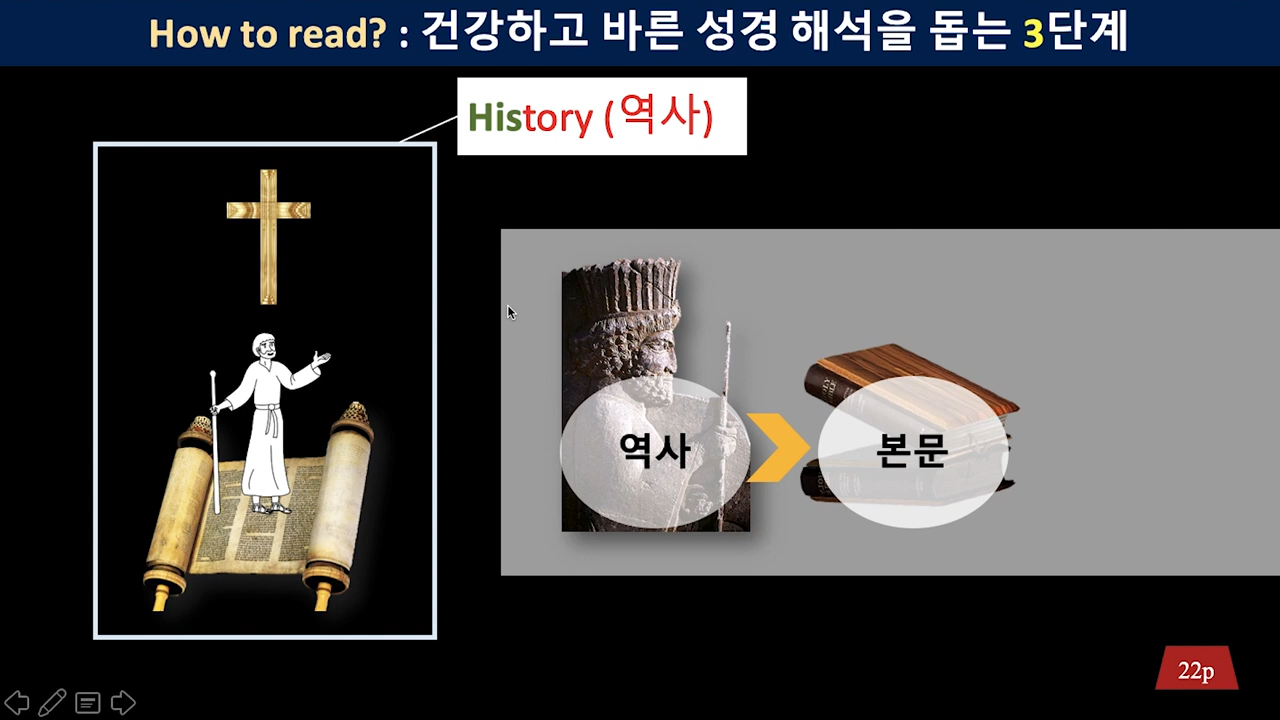 How to read? : 건강하고 바른 성경 해석을 돕는 3단계
History (역사)
역사
본문
22p